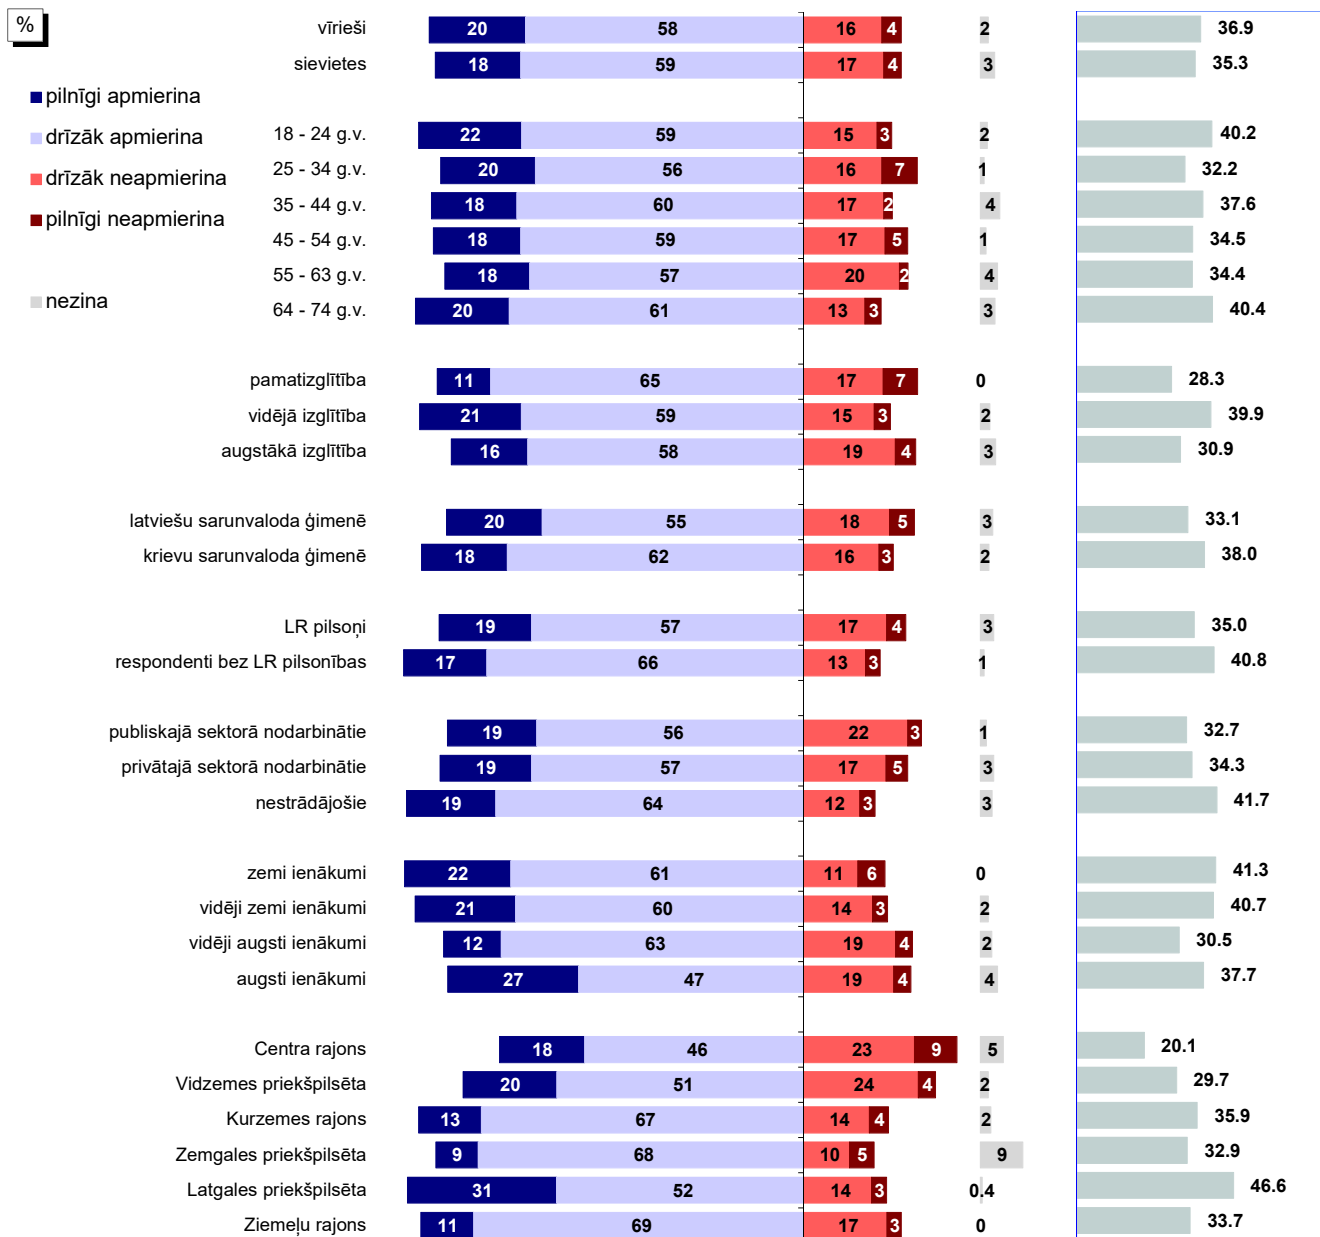 %
pilnīgi apmierina
drīzāk apmierina
drīzāk neapmierina
pilnīgi neapmierina
nezina
vīrieši 20 58 16 4 2 36.9
sievietes 18 59 17 4 3 35.3
18 - 24 g.v. 22 59 15 3 2 40.2
25 - 34 g.v. 20 56 16 7 1 32.2
35 - 44 g.v. 18 60 17 2 4 37.6
45 - 54 g.v. 18 59 17 5 1 34.5
55 - 63 g.v. 18 57 20 2 4 34.4
64 - 74 g.v. 20 61 13 3 3 40.4
pamatizglītība 11 65 17 7 0 28.3
vidējā izglītība 21 59 15 3 2 39.9
augstākā izglītība 16 58 19 4 3 30.9
latviešu sarunvaloda ģimenē 20 55 18 5 3 33.1
krievu sarunvaloda ģimenē 18 62 16 3 2 38.0
LR pilsoņi 19 57 17 4 3 35.0
respondenti bez LR pilsonības 17 66 13 3 1 40.8
publiskajā sektorā nodarbinātie 19 56 22 3 1 32.7
privātajā sektorā nodarbinātie 19 57 17 5 3 34.3
nestrādājošie 19 64 12 3 3 41.7
zemi ienākumi 22 61 11 6 0 41.3
vidēji zemi ienākumi 21 60 14 3 2 40.7
vidēji augsti ienākumi 12 63 19 4 2 30.5
augsti ienākumi 27 47 19 4 4 37.7
Centra rajons 18 46 23 9 5 20.1
Vidzemes priekšpilsēta 20 51 24 4 2 29.7
Kurzemes rajons 13 67 14 4 2 35.9
Zemgales priekšpilsēta 9 68 10 5 9 32.9
Latgales priekšpilsēta 31 52 14 3 0.4 46.6
Ziemeļu rajons 11 69 17 3 0 33.7